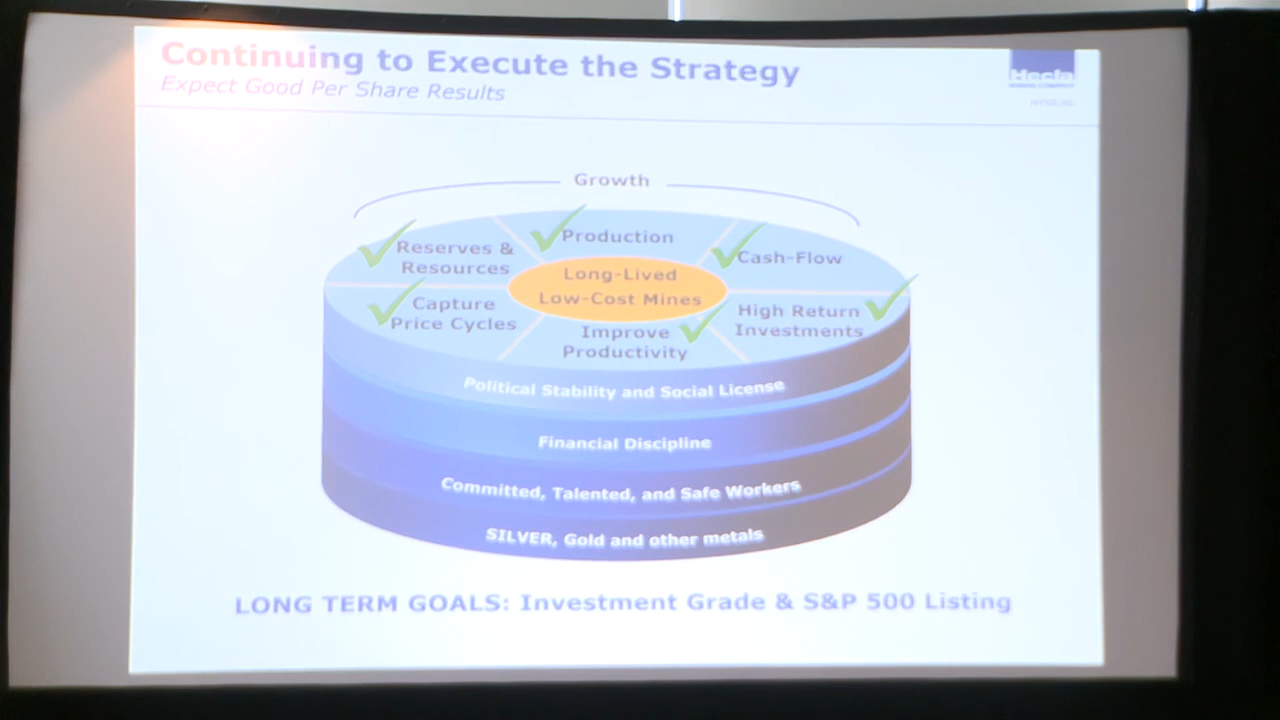 Continuing to Execute the Strategy
Expect Good Per Share Results
Hecla
MINING COMPANY
Growth
Reserves &
Resources
Production
Cash-Flow
Long-Lived
Low-Cost Mines
Capture
Price Cycles
Improve
Productivity
High Return
Investments
Political Stability and Social License
Financial Discipline
Committed, Talented, and Safe Workers
SILVER, Gold and other metals
LONG TERM GOALS: Investment Grade & S&P 500 Listing